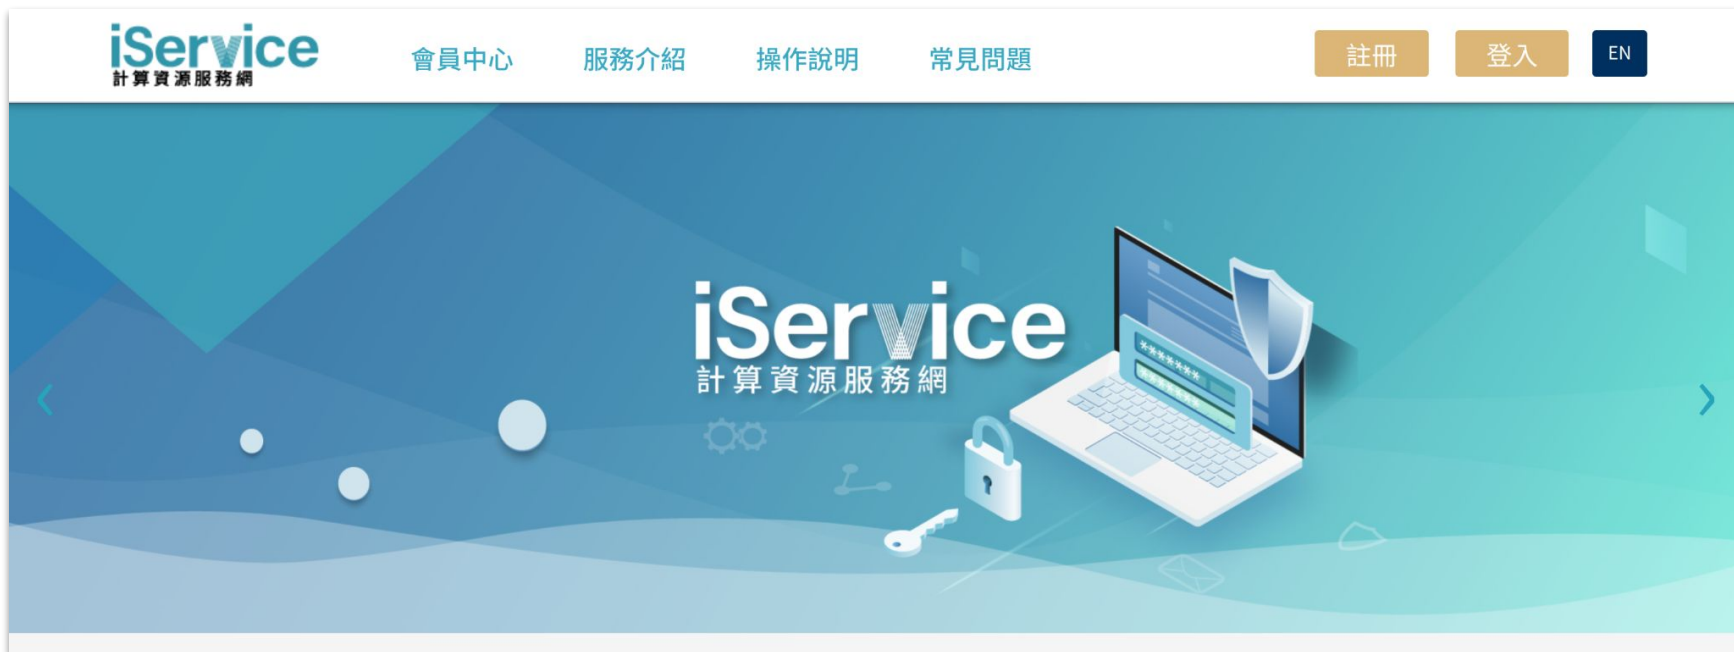 iService
計算資源服務網
會員中心
服務介紹
操作說明
常見問題
註冊
登入
EN
iService
計算資源服務網
*******
*******